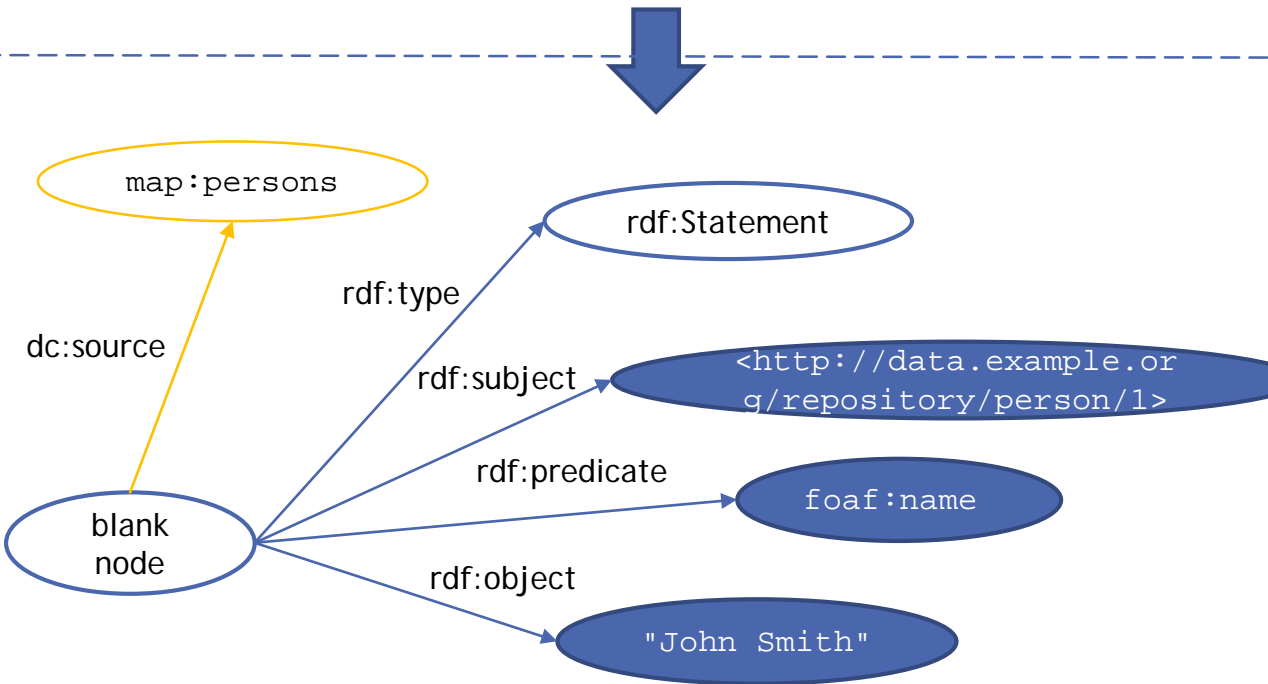 map:persons
rdf:Statement
rdf:type
dc:source
<http://data.example.or
g/repository/person/1>
rdf:subject
rdf:predicate
foaf:name
blank
node
rdf:object
"John Smith"